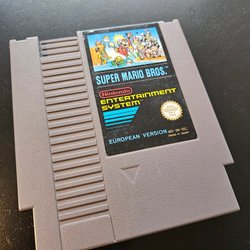 SUPER MARIO BROS.
Nintendo
ENTERTAINMENT
SYSTEM
EUROPEAN VERSION